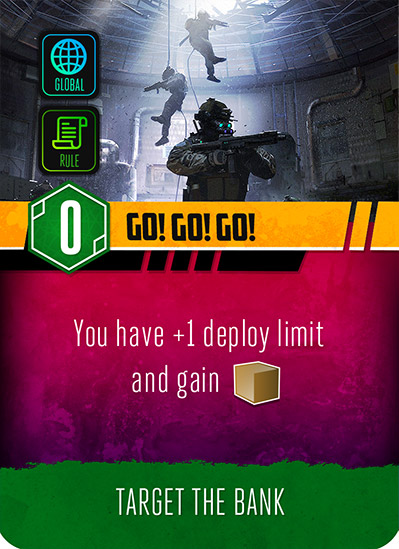 GLOBAL
RULE
0
GO! GO! GO!
You have +1 deploy limit
and gain
TARGET THE BANK